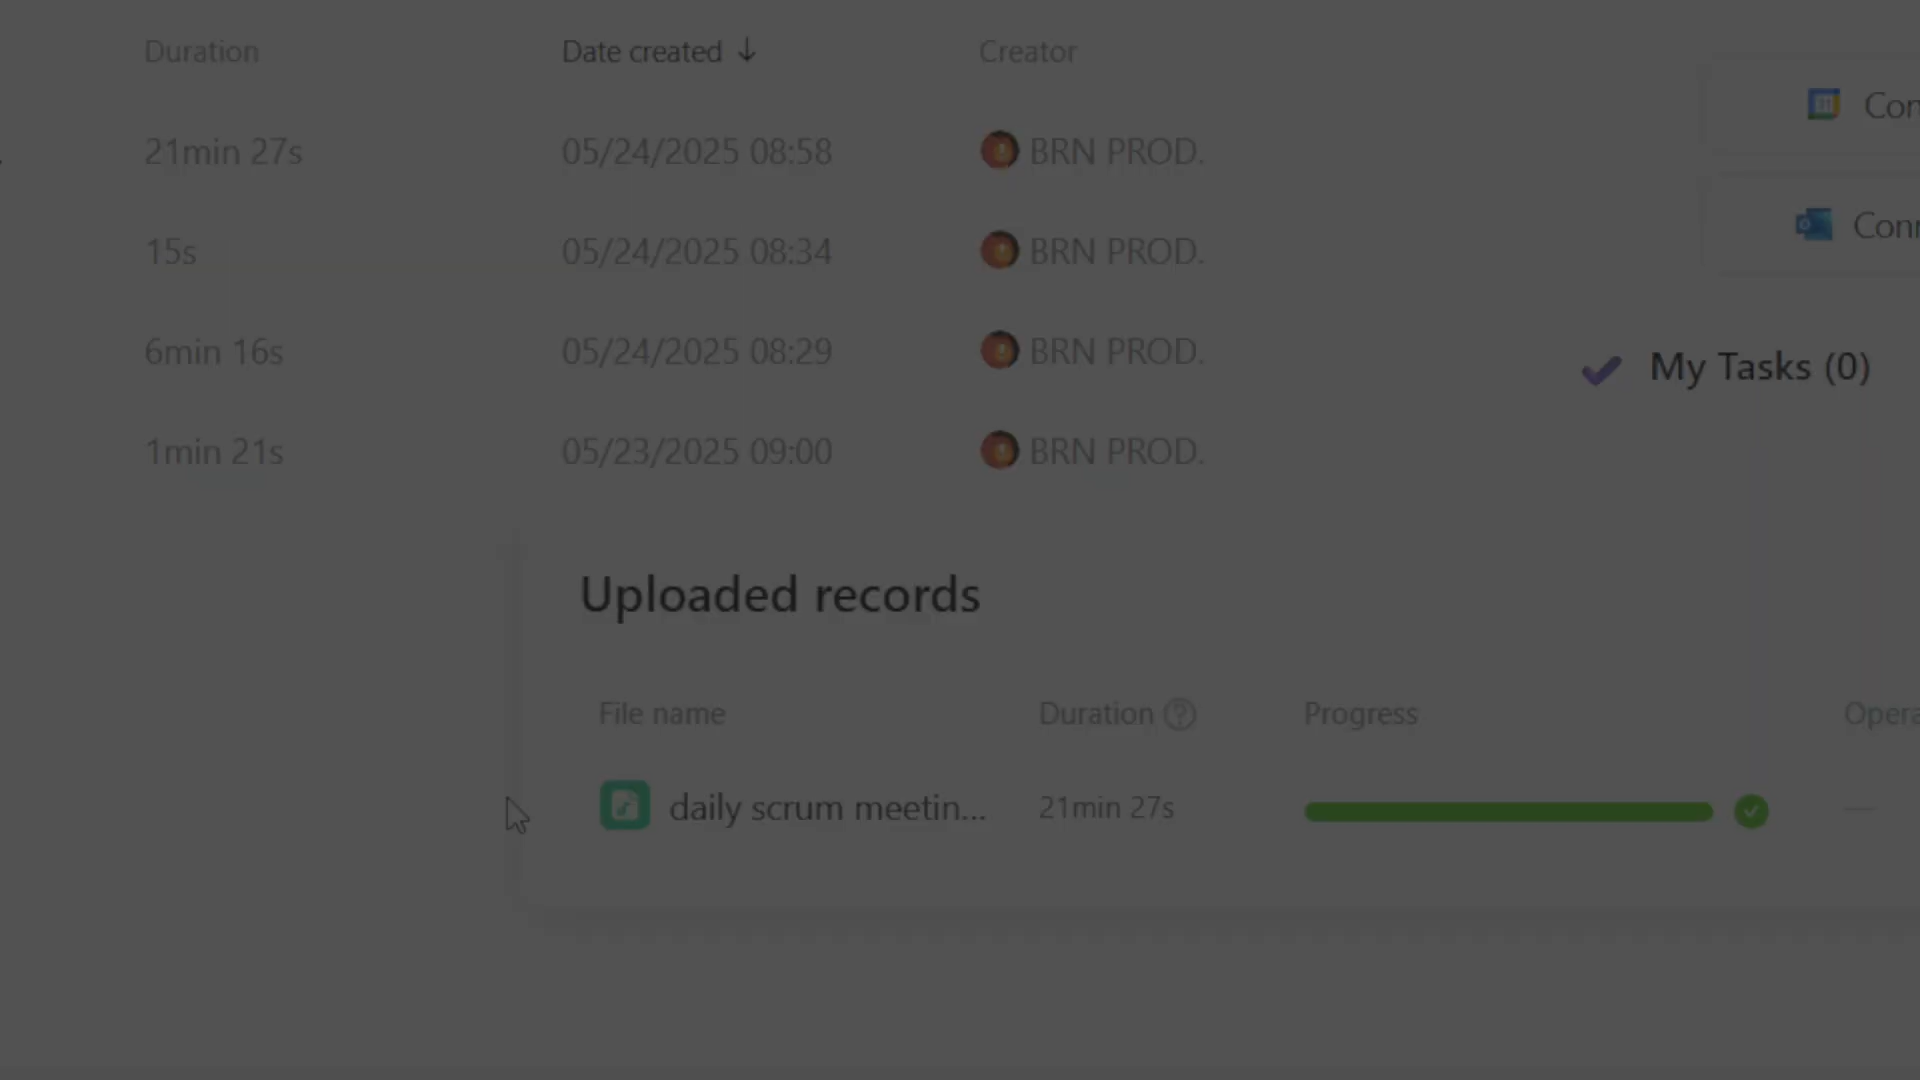 Duration Date created Creator
Con
21min 27s 05/24/2025 08:58 BRN PROD.
Conn
15s 05/24/2025 08:34 BRN PROD.
6min 16s 05/24/2025 08:29 BRN PROD.
My Tasks (0)
1min 21s 05/23/2025 09:00 BRN PROD.
Uploaded records
File name Duration Progress Opera
daily scrum meetin... 21min 27s